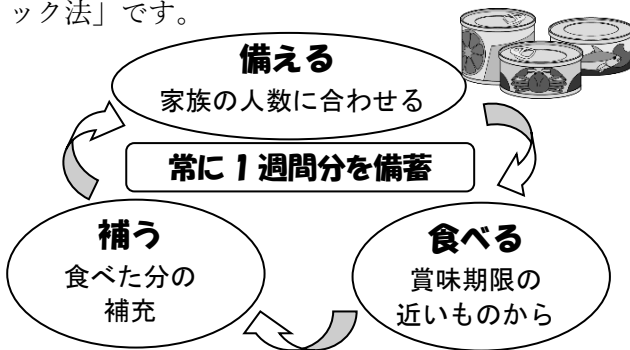 ック法」です。
備える
家族の人数に合わせる
常に1週間分を備蓄
補う
食べた分の
補充
食べる
賞味期限の
近いものから